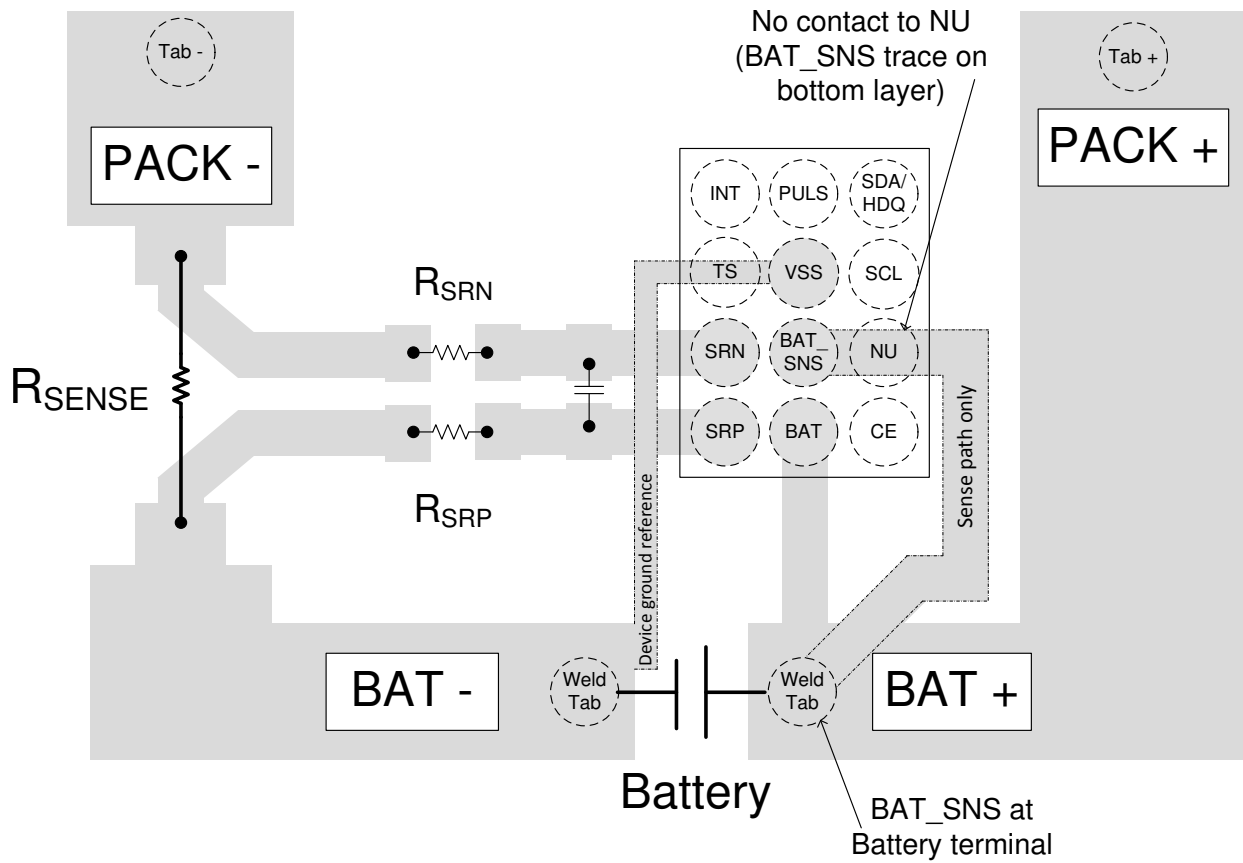 No contact to NU
(BAT_SNS trace on
bottom layer)
Tab -
Tab +
PACK -
PACK +
INT
PULS
SDA/
HDQ
TS
VSS
SCL
RSRN
SRN
BAT_
SNS
NU
RSENSE
SRP
BAT
CE
RSRP
Sense path only
Device ground reference
BAT -
Weld
Tab
Weld
Tab
BAT +
Battery
BAT_SNS at
Battery terminal